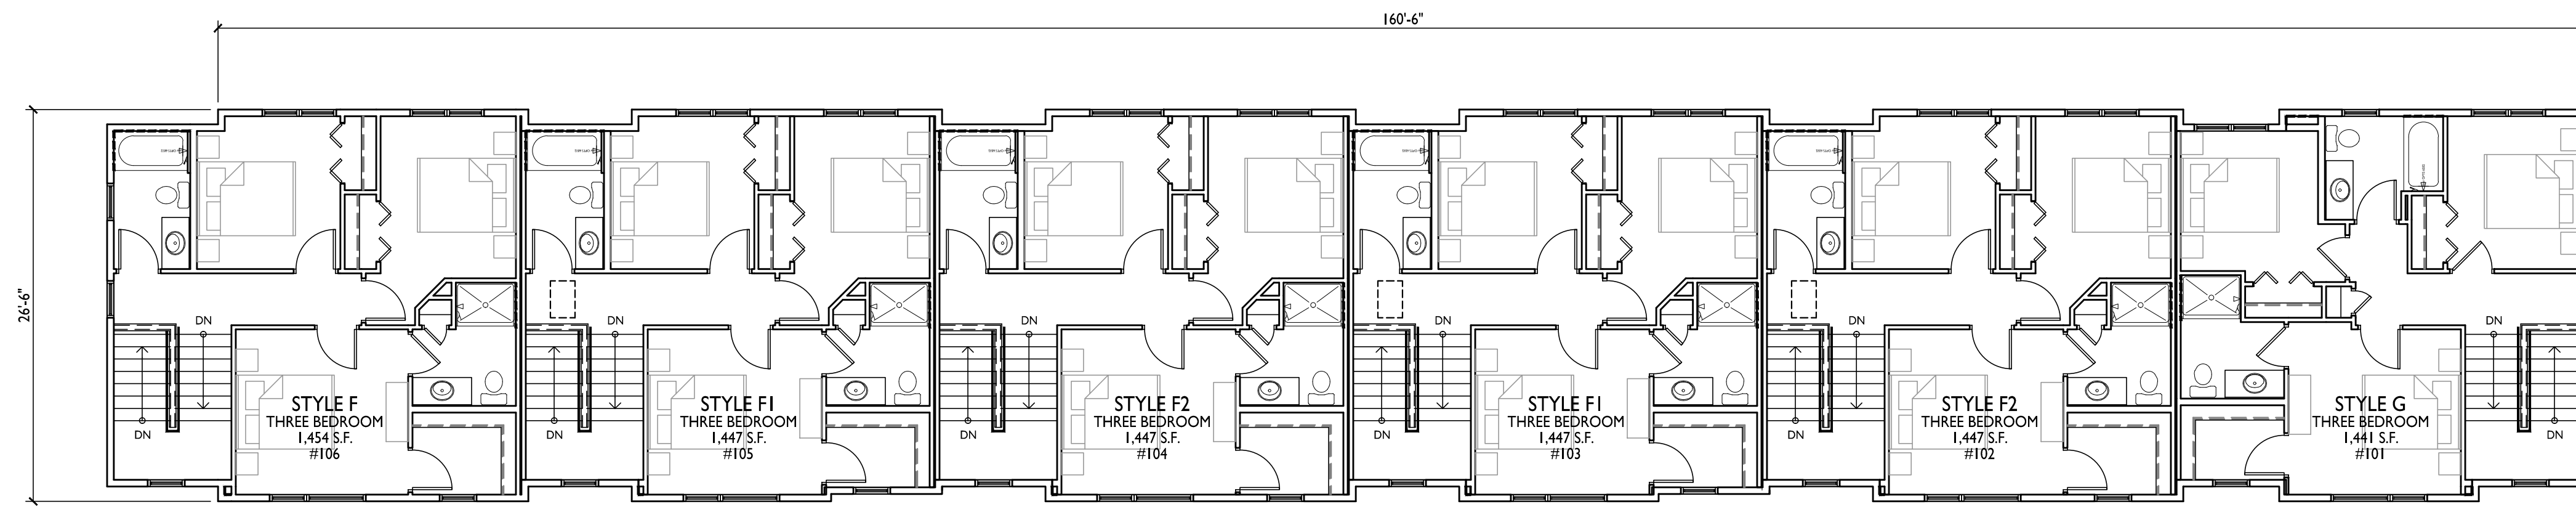 160'-6"
26'-6"
DN
DN
STYLE F
THREE BEDROOM
1,454 S.F.
#106
DN
DN
STYLE F1
THREE BEDROOM
1,447 S.F.
#105
DN
DN
STYLE F2
THREE BEDROOM
1,447 S.F.
#104
DN
DN
STYLE F1
THREE BEDROOM
1,447 S.F.
#103
DN
DN
STYLE F2
THREE BEDROOM
1,447 S.F.
#102
STYLE G
THREE BEDROOM
1,441 S.F.
#101
DN
DN